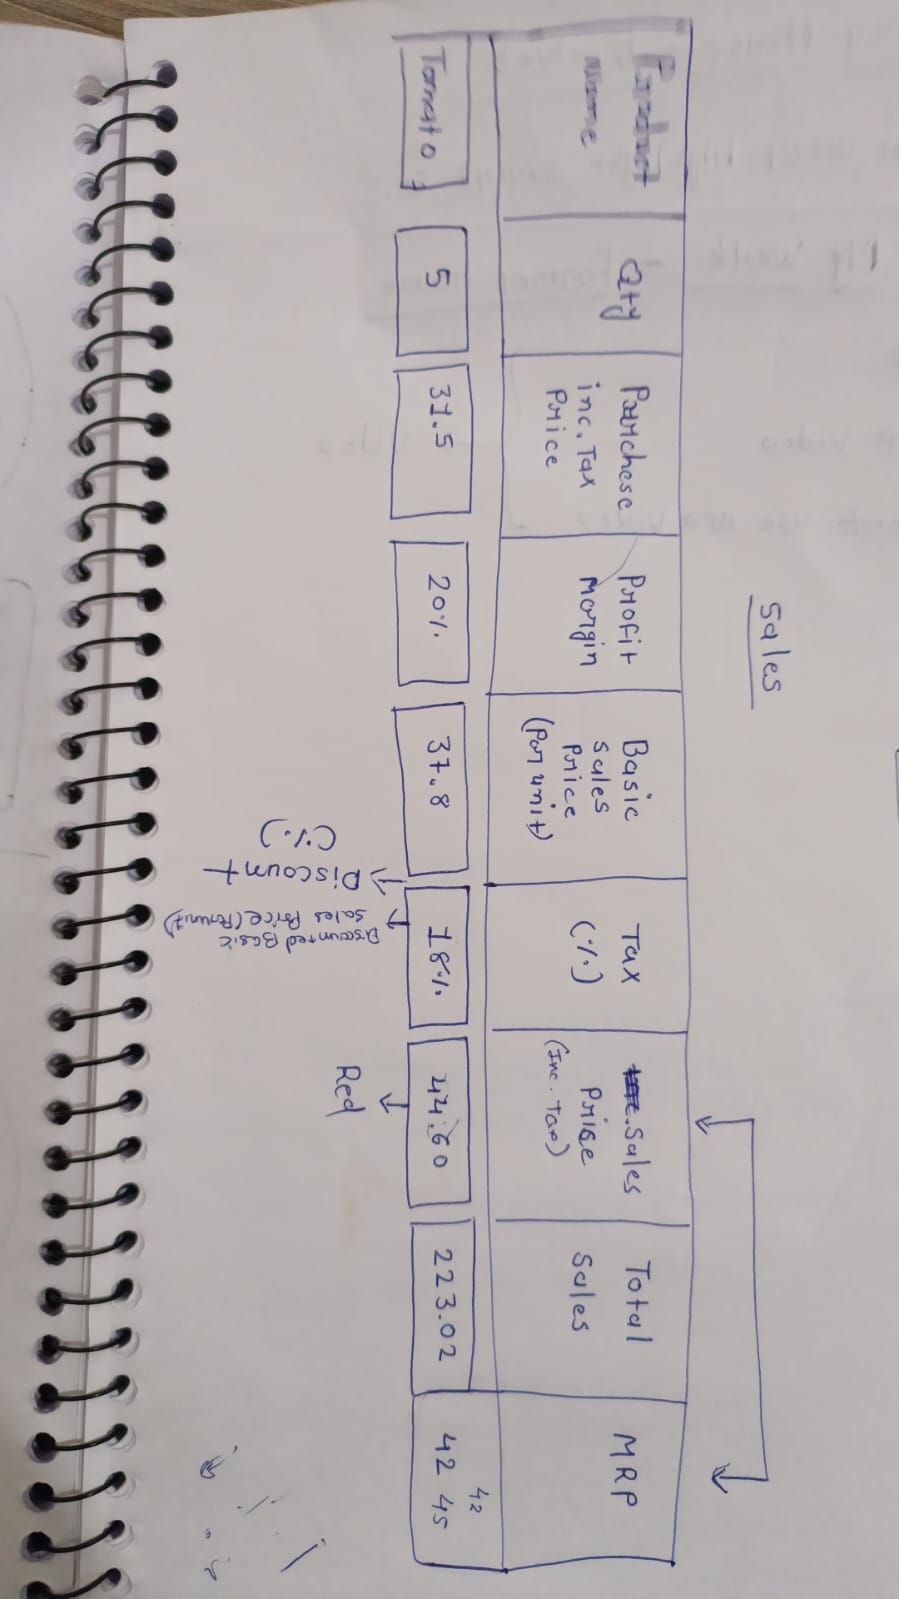 Sales
Product
Name
Qty
Purchese
inc. Tax
Price
Profit
Margin
Basic
Sales
Price
(Per unit)
Tax
(%)
Sales
Price
(Inc. Tax)
Total
Sales
MRP
Tomato
5
31.5
20%
37.8
18%
44.60
223.02
42
42 45
Discount
(%)
Discounted Basic
Sales Price (Per unit)
Red